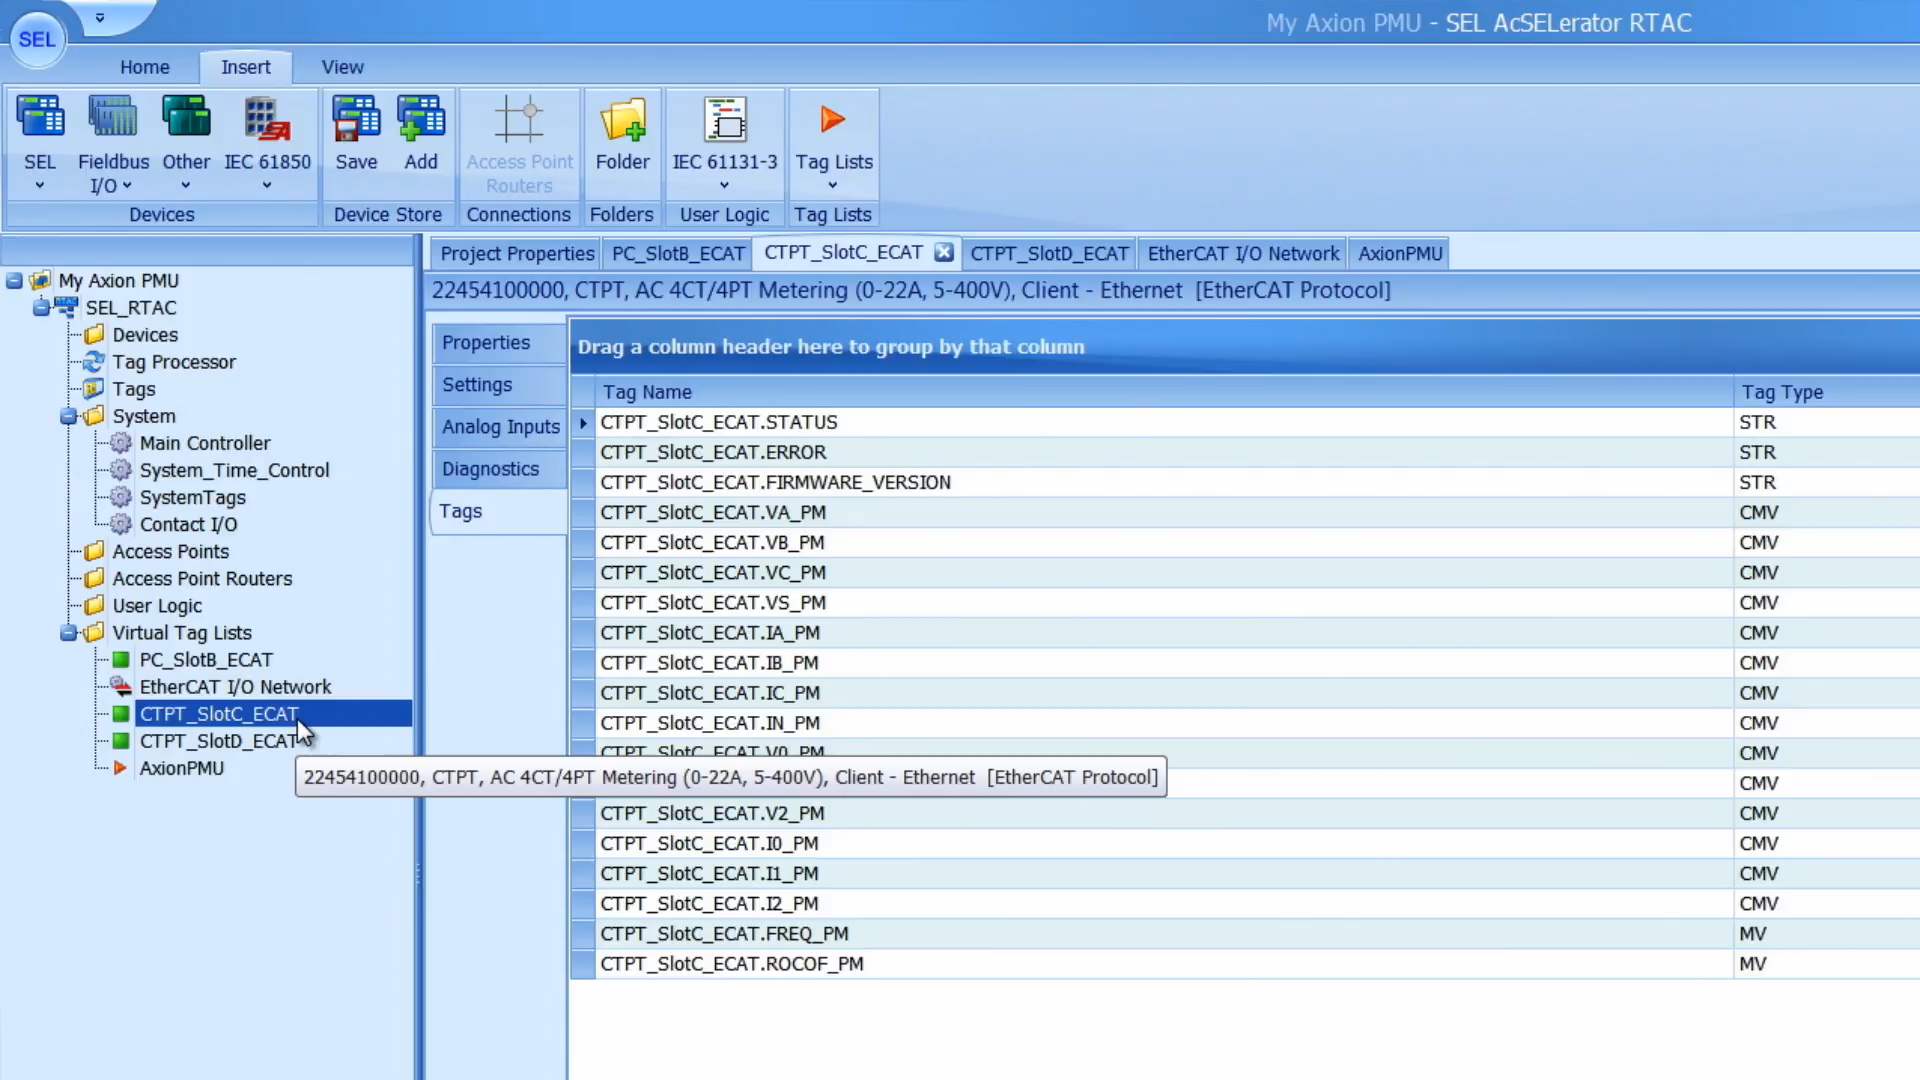 My Axion PMU - SEL AcSELerator RTAC
SEL
Home
Insert
View
SEL
Fieldbus I/O
Other
IEC 61850
Devices
Save
Add
Device Store
Access Point Routers
Connections
Folder
Folders
IEC 61131-3
User Logic
Tag Lists
Tag Lists
My Axion PMU
SEL_RTAC
Devices
Tag Processor
Tags
System
Main Controller
System_Time_Control
SystemTags
Contact I/O
Access Points
Access Point Routers
User Logic
Virtual Tag Lists
PC_SlotB_ECAT
EtherCAT I/O Network
CTPT_SlotC_ECAT
CTPT_SlotD_ECAT
AxionPMU
Project Properties
PC_SlotB_ECAT
CTPT_SlotC_ECAT
CTPT_SlotD_ECAT
EtherCAT I/O Network
AxionPMU
22454100000, CTPT, AC 4CT/4PT Metering (0-22A, 5-400V), Client - Ethernet [EtherCAT Protocol]
Properties
Settings
Analog Inputs
Diagnostics
Tags
Drag a column header here to group by that column
Tag Name Tag Type
CTPT_SlotC_ECAT.STATUS STR
CTPT_SlotC_ECAT.ERROR STR
CTPT_SlotC_ECAT.FIRMWARE_VERSION STR
CTPT_SlotC_ECAT.VA_PM CMV
CTPT_SlotC_ECAT.VB_PM CMV
CTPT_SlotC_ECAT.VC_PM CMV
CTPT_SlotC_ECAT.VS_PM CMV
CTPT_SlotC_ECAT.IA_PM CMV
CTPT_SlotC_ECAT.IB_PM CMV
CTPT_SlotC_ECAT.IC_PM CMV
CTPT_SlotC_ECAT.IN_PM CMV
CTPT_SlotC_ECAT.V0_PM CMV
CMV
22454100000, CTPT, AC 4CT/4PT Metering (0-22A, 5-400V), Client - Ethernet [EtherCAT Protocol]
CTPT_SlotC_ECAT.V2_PM CMV
CTPT_SlotC_ECAT.I0_PM CMV
CTPT_SlotC_ECAT.I1_PM CMV
CTPT_SlotC_ECAT.I2_PM CMV
CTPT_SlotC_ECAT.FREQ_PM MV
CTPT_SlotC_ECAT.ROCOF_PM MV